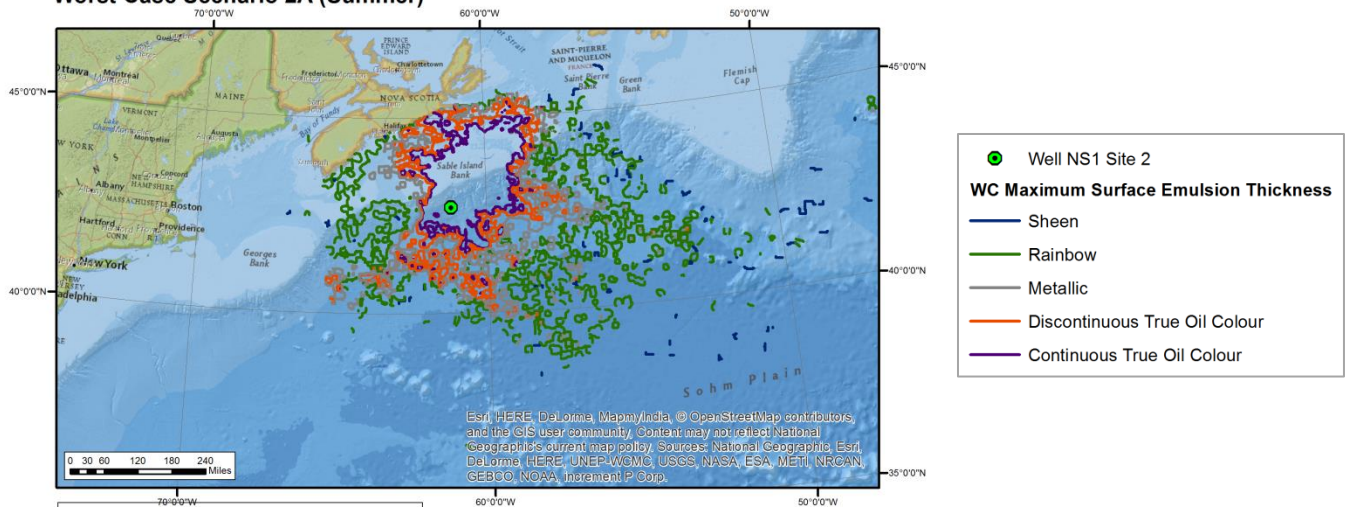 Worst Case Scenario 2A (Summer)
70°0'0"W
60°0'0"W
50°0'0"W
45°0'0"N
45°0'0"N
40°0'0"N
40°0'0"N
35°0'0"N
70°0'0"W
60°0'0"W
50°0'0"W
Ottawa
Montréal
PRINCE
EDWARD
ISLAND
Charlottetown
SAINT-PIERRE
AND MIQUELON
FRANCE
Saint Pierre
Bank
Green
Bank
Flemish
Cap
Fredericton
MAINE
NOVA SCOTIA
Halifax
Bay of Fundy
VERMONT
Montpelier
Augusta
Concord
NEW
HAMPSHIRE
Albany
MASSACHUSETTS
Boston
Hartford
Providence
CONN
R I
New York
NEW
JERSEY
Georges
Bank
Sable Island
Bank
Sohm Plain
Esri, HERE, DeLorme, MapmyIndia, © OpenStreetMap contributors,
and the GIS user community, Content may not reflect National
Geographic's current map policy. Sources: National Geographic, Esri,
DeLorme, HERE, UNEP-WCMC, USGS, NASA, ESA, METI, NRCAN,
GEBCO, NOAA, increment P Corp.
0 30 60 120 180 240
Miles
Well NS1 Site 2
WC Maximum Surface Emulsion Thickness
Sheen
Rainbow
Metallic
Discontinuous True Oil Colour
Continuous True Oil Colour